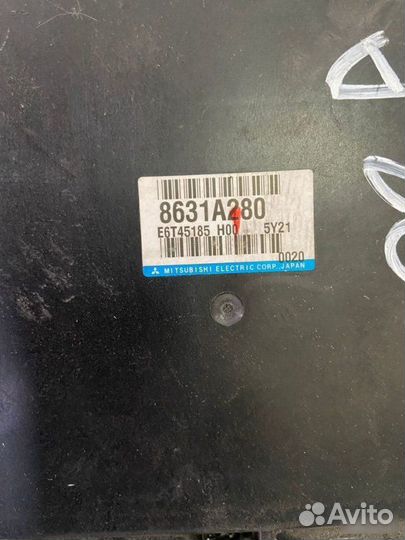 8631A280
E6T45185 H00 5Y21
0020
MITSUBISHI ELECTRIC CORP. JAPAN
Avito